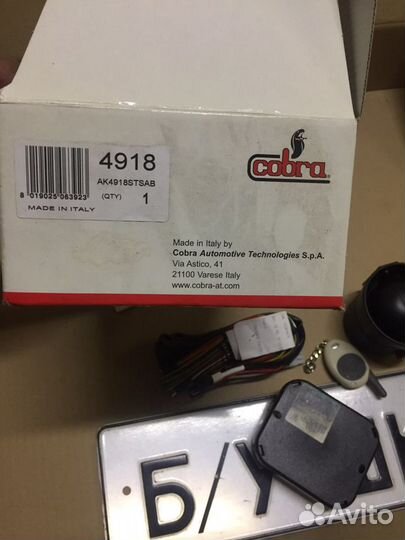 4918
AK4918STSAB
8 019025 063923
(QTY) 1
MADE IN ITALY
cobra
Made in Italy by
Cobra Automotive Technologies S.p.A.
Via Astico, 41
21100 Varese Italy
www.cobra-at.com
Б/У
Avito